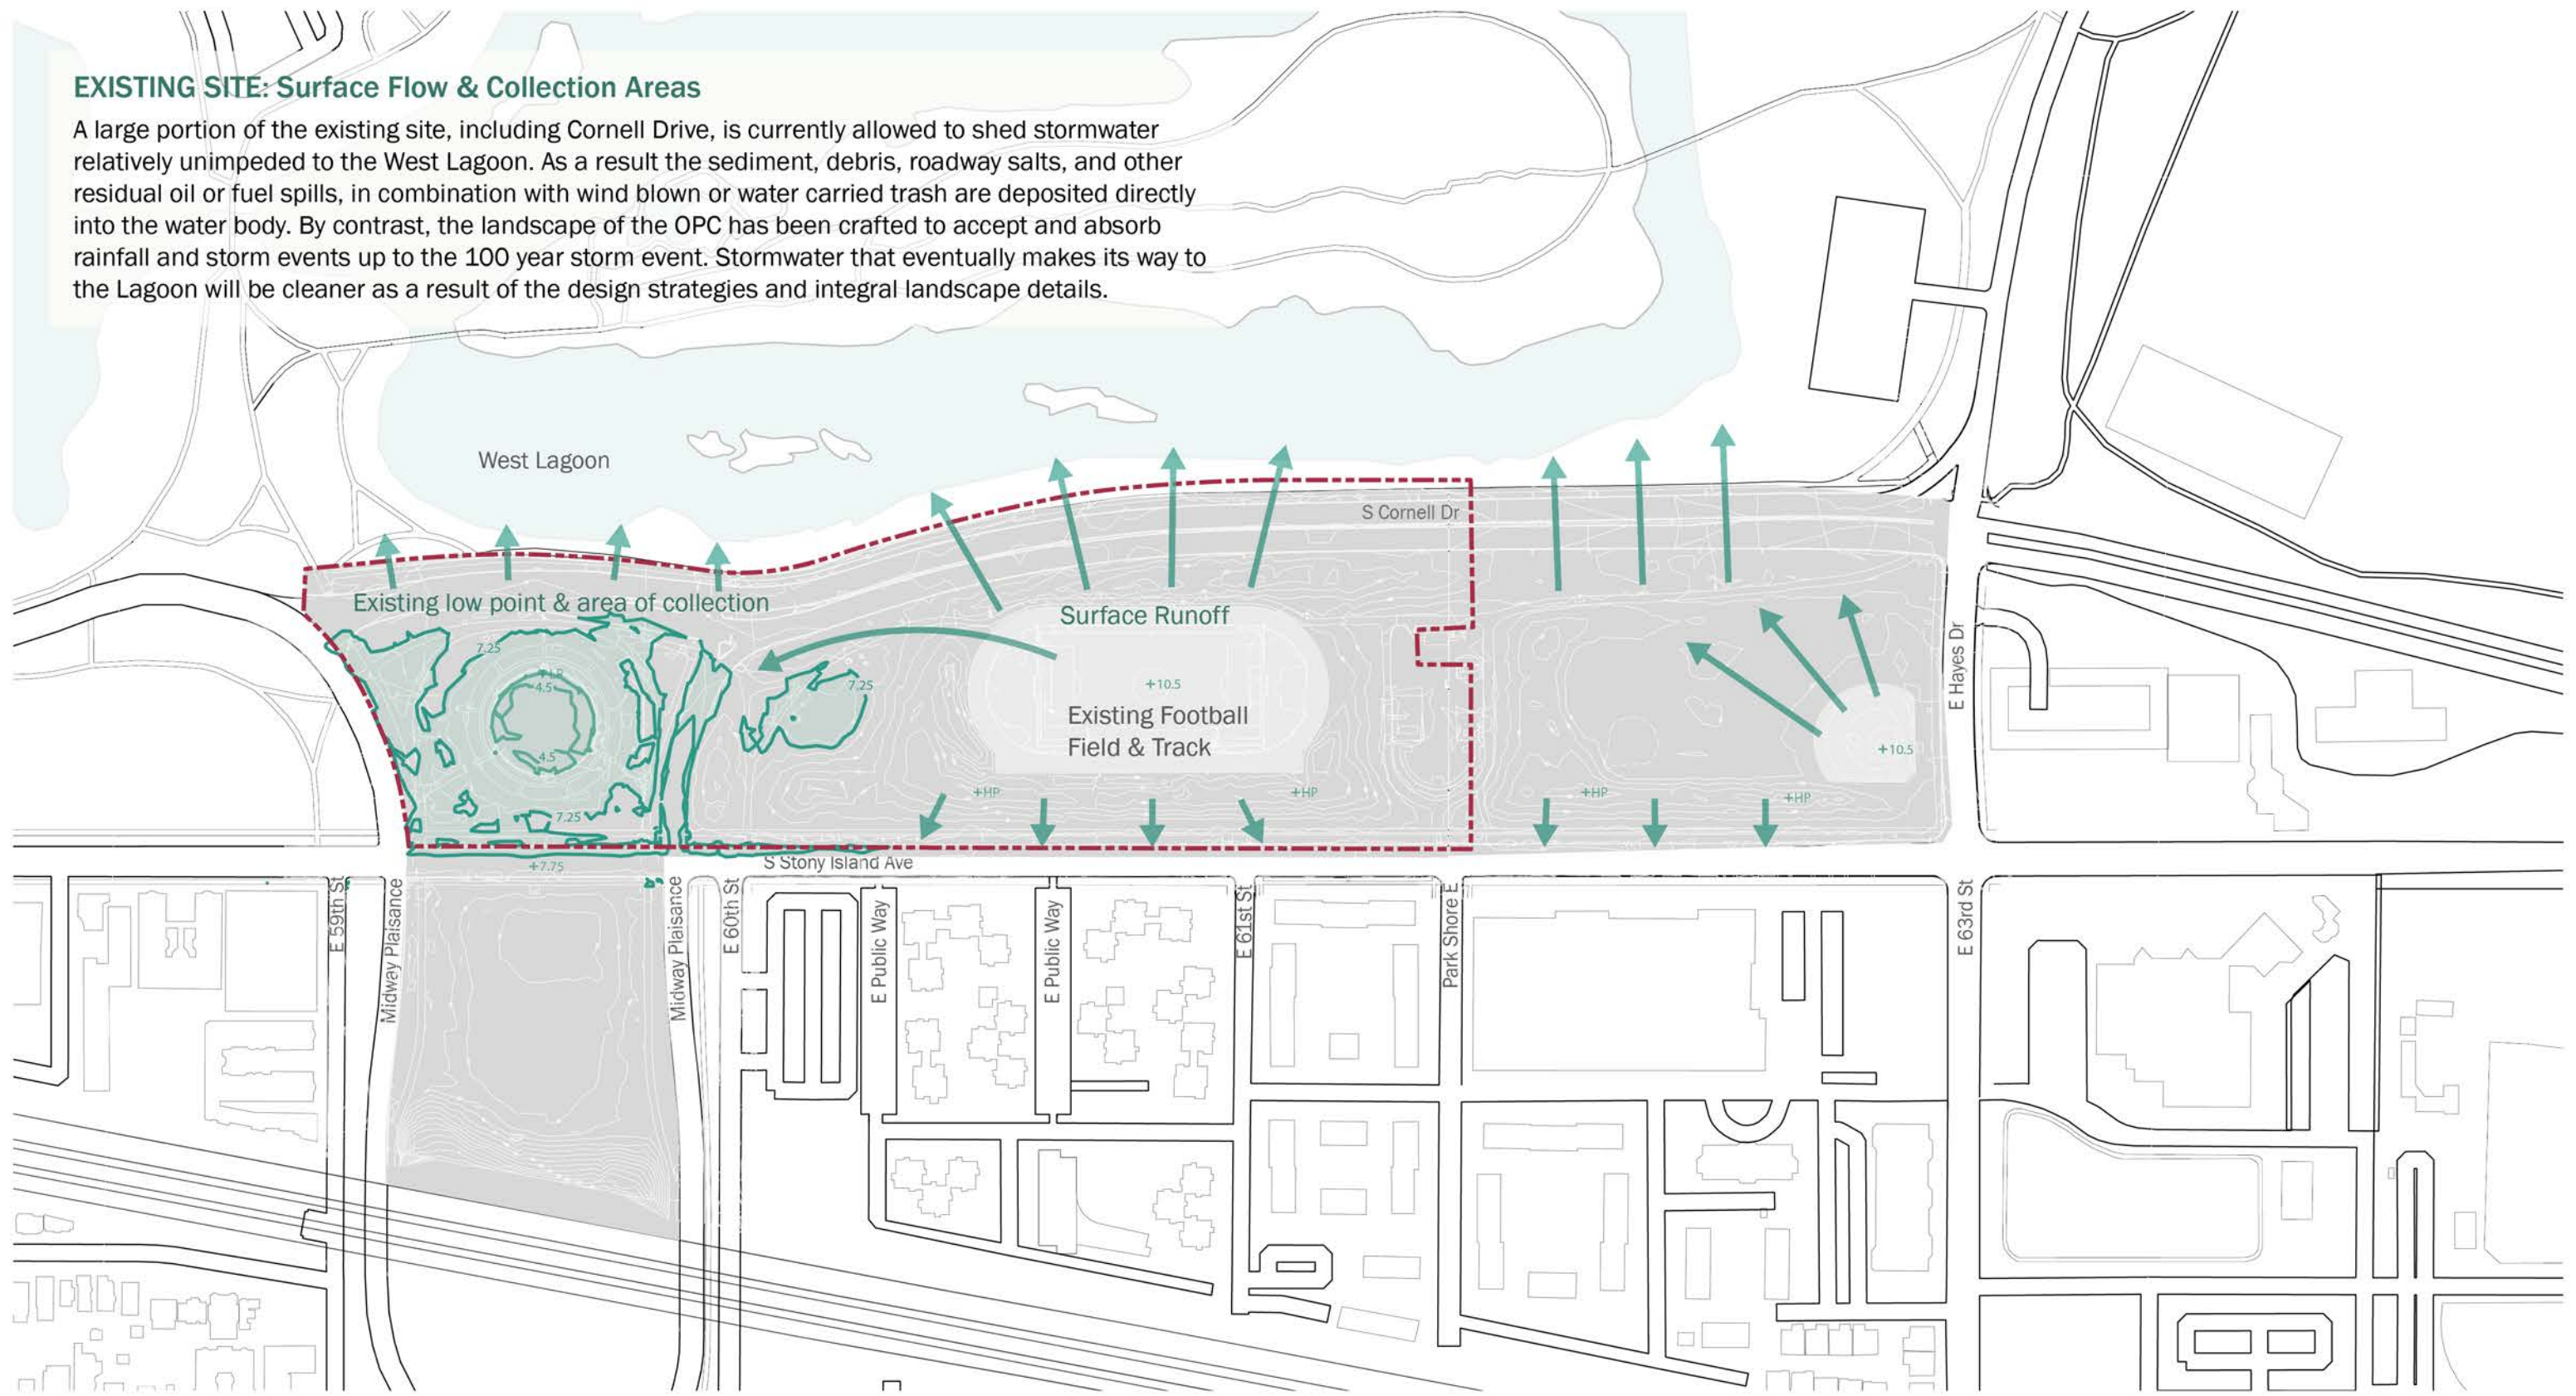 EXISTING SITE: Surface Flow & Collection Areas
A large portion of the existing site, including Cornell Drive, is currently allowed to shed stormwater
relatively unimpeded to the West Lagoon. As a result the sediment, debris, roadway salts, and other
residual oil or fuel spills, in combination with wind blown or water carried trash are deposited directly
into the water body. By contrast, the landscape of the OPC has been crafted to accept and absorb
rainfall and storm events up to the 100 year storm event. Stormwater that eventually makes its way to
the Lagoon will be cleaner as a result of the design strategies and integral landscape details.
West Lagoon
S Cornell Dr
Existing low point & area of collection
Surface Runoff
7.25
+LP
4.5
7.25
+10.5
Existing Football
Field & Track
E Hayes Dr
+10.5
4.5
+HP
+HP
+HP
+HP
7.25
+7.75
S Stony Island Ave
E 59th St
Midway Plaisance
Midway Plaisance
E 60th St
E Public Way
E Public Way
E 61st St
Park Shore E
E 63rd St